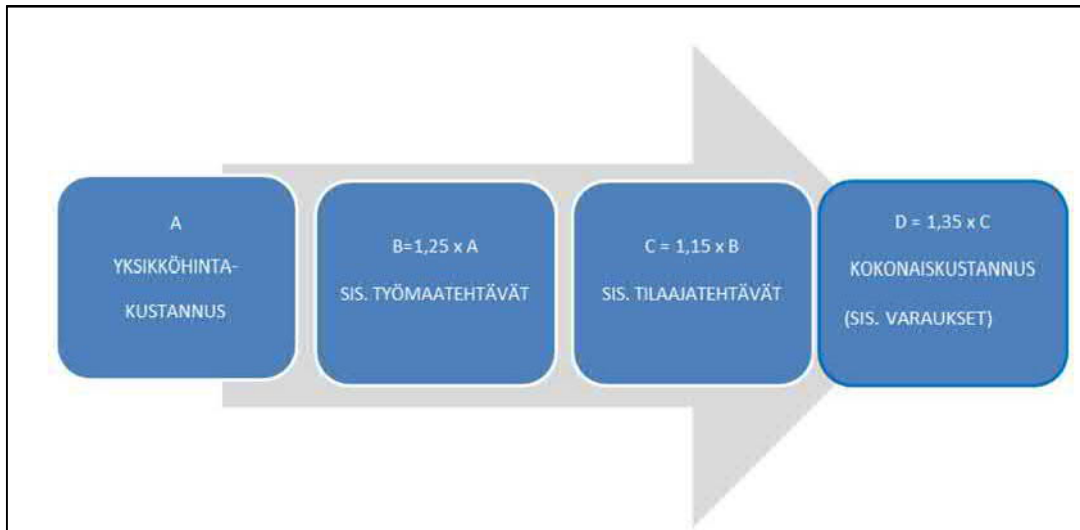 A
YKSIKKÖHINTA-
KUSTANNUS
B=1,25 x A
SIS. TYÖMAATEHTÄVÄT
C = 1,15 x B
SIS. TILAAJATEHTÄVÄT
D = 1,35 x C
KOKONAISKUSTANNUS
(SIS. VARAUKSET)